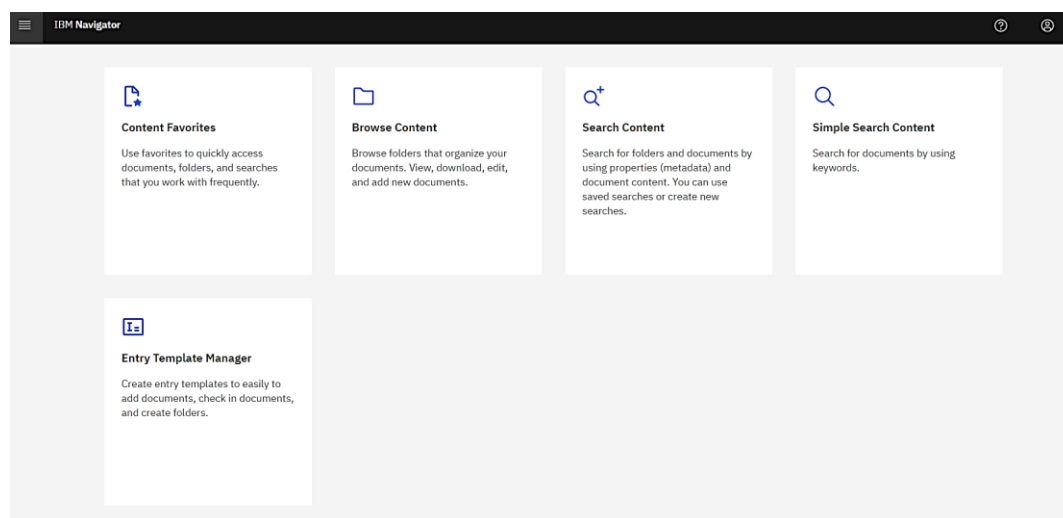 IBM Navigator
Content Favorites
Use favorites to quickly access
documents, folders, and searches
that you work with frequently.
Browse Content
Browse folders that organize your
documents. View, download, edit,
and add new documents.
Search Content
Search for folders and documents by
using properties (metadata) and
document content. You can use
saved searches or create new
searches.
Simple Search Content
Search for documents by using
keywords.
Entry Template Manager
Create entry templates to easily to
add documents, check in documents,
and create folders.